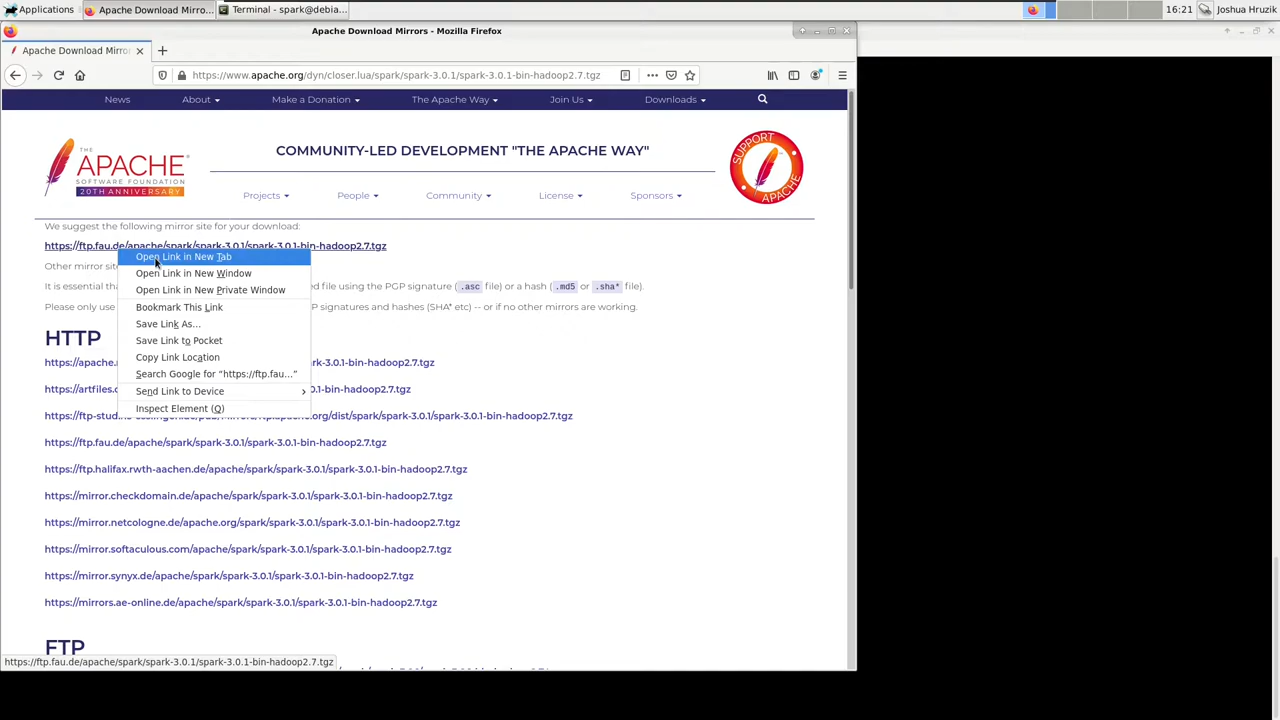 Applications
Apache Download Mirror...
Terminal - spark@debia...
16:21
Joshua Hruzik
Apache Download Mirrors - Mozilla Firefox
Apache Download Mirro
https://www.apache.org/dyn/closer.lua/spark/spark-3.0.1/spark-3.0.1-bin-hadoop2.7.tgz
News
About
Make a Donation
The Apache Way
Join Us
Downloads
THE
APACHE®
SOFTWARE FOUNDATION
20TH ANNIVERSARY
COMMUNITY-LED DEVELOPMENT "THE APACHE WAY"
SUPPORT
APACHE
Projects
People
Community
License
Sponsors
We suggest the following mirror site for your download:
https://ftp.fau.de/apache/spark/spark-3.0.1/spark-3.0.1-bin-hadoop2.7.tgz
Other mirror sit
It is essential tha
ed file using the PGP signature ( .asc file) or a hash ( .md5 or .sha* file).
Please only use
P signatures and hashes (SHA* etc) -- or if no other mirrors are working.
Open Link in New Tab
Open Link in New Window
Open Link in New Private Window
Bookmark This Link
Save Link As...
Save Link to Pocket
Copy Link Location
Search Google for “https://ftp.fau...”
Send Link to Device
Inspect Element (Q)
HTTP
https://apache.
-3.0.1-bin-hadoop2.7.tgz
https://artfiles.
.1-bin-hadoop2.7.tgz
https://ftp-stud.hs-esslingen.de/pub/Mirrors/ftp.apache.org/dist/spark/spark-3.0.1/spark-3.0.1-bin-hadoop2.7.tgz
https://ftp.fau.de/apache/spark/spark-3.0.1/spark-3.0.1-bin-hadoop2.7.tgz
https://ftp.halifax.rwth-aachen.de/apache/spark/spark-3.0.1/spark-3.0.1-bin-hadoop2.7.tgz
https://mirror.checkdomain.de/apache/spark/spark-3.0.1/spark-3.0.1-bin-hadoop2.7.tgz
https://mirror.netcologne.de/apache.org/spark/spark-3.0.1/spark-3.0.1-bin-hadoop2.7.tgz
https://mirror.softaculous.com/apache/spark/spark-3.0.1/spark-3.0.1-bin-hadoop2.7.tgz
https://mirror.synyx.de/apache/spark/spark-3.0.1/spark-3.0.1-bin-hadoop2.7.tgz
https://mirrors.ae-online.de/apache/spark/spark-3.0.1/spark-3.0.1-bin-hadoop2.7.tgz
FTP
https://ftp.fau.de/apache/spark/spark-3.0.1/spark-3.0.1-bin-hadoop2.7.tgz